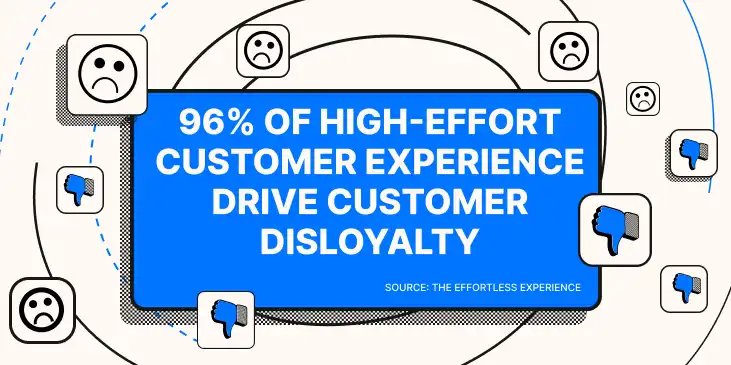 96% OF HIGH-EFFORT
CUSTOMER EXPERIENCE
DRIVE CUSTOMER
DISLOYALTY
SOURCE: THE EFFORTLESS EXPERIENCE